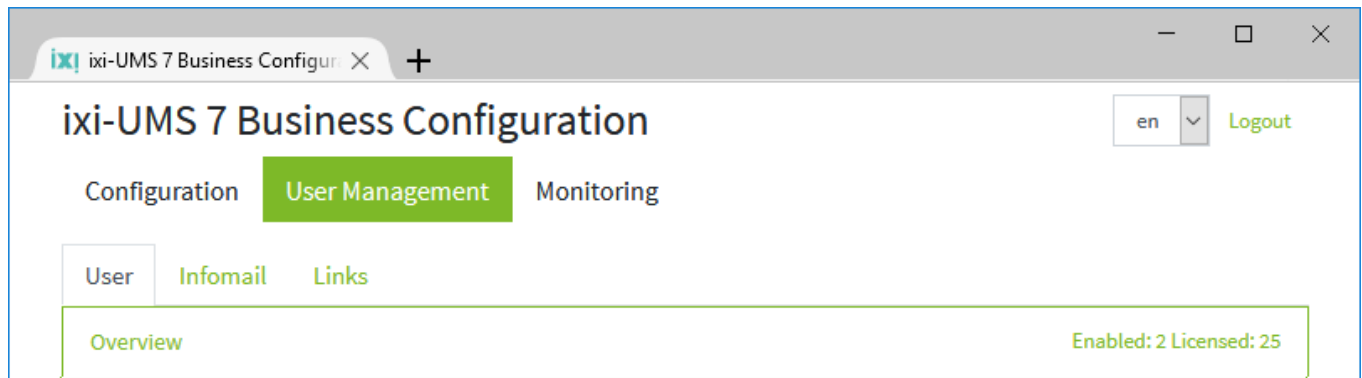 ixi ixi-UMS 7 Business Configur
ixi-UMS 7 Business Configuration
en Logout
Configuration User Management Monitoring
User Infomail Links
Overview Enabled: 2 Licensed: 25